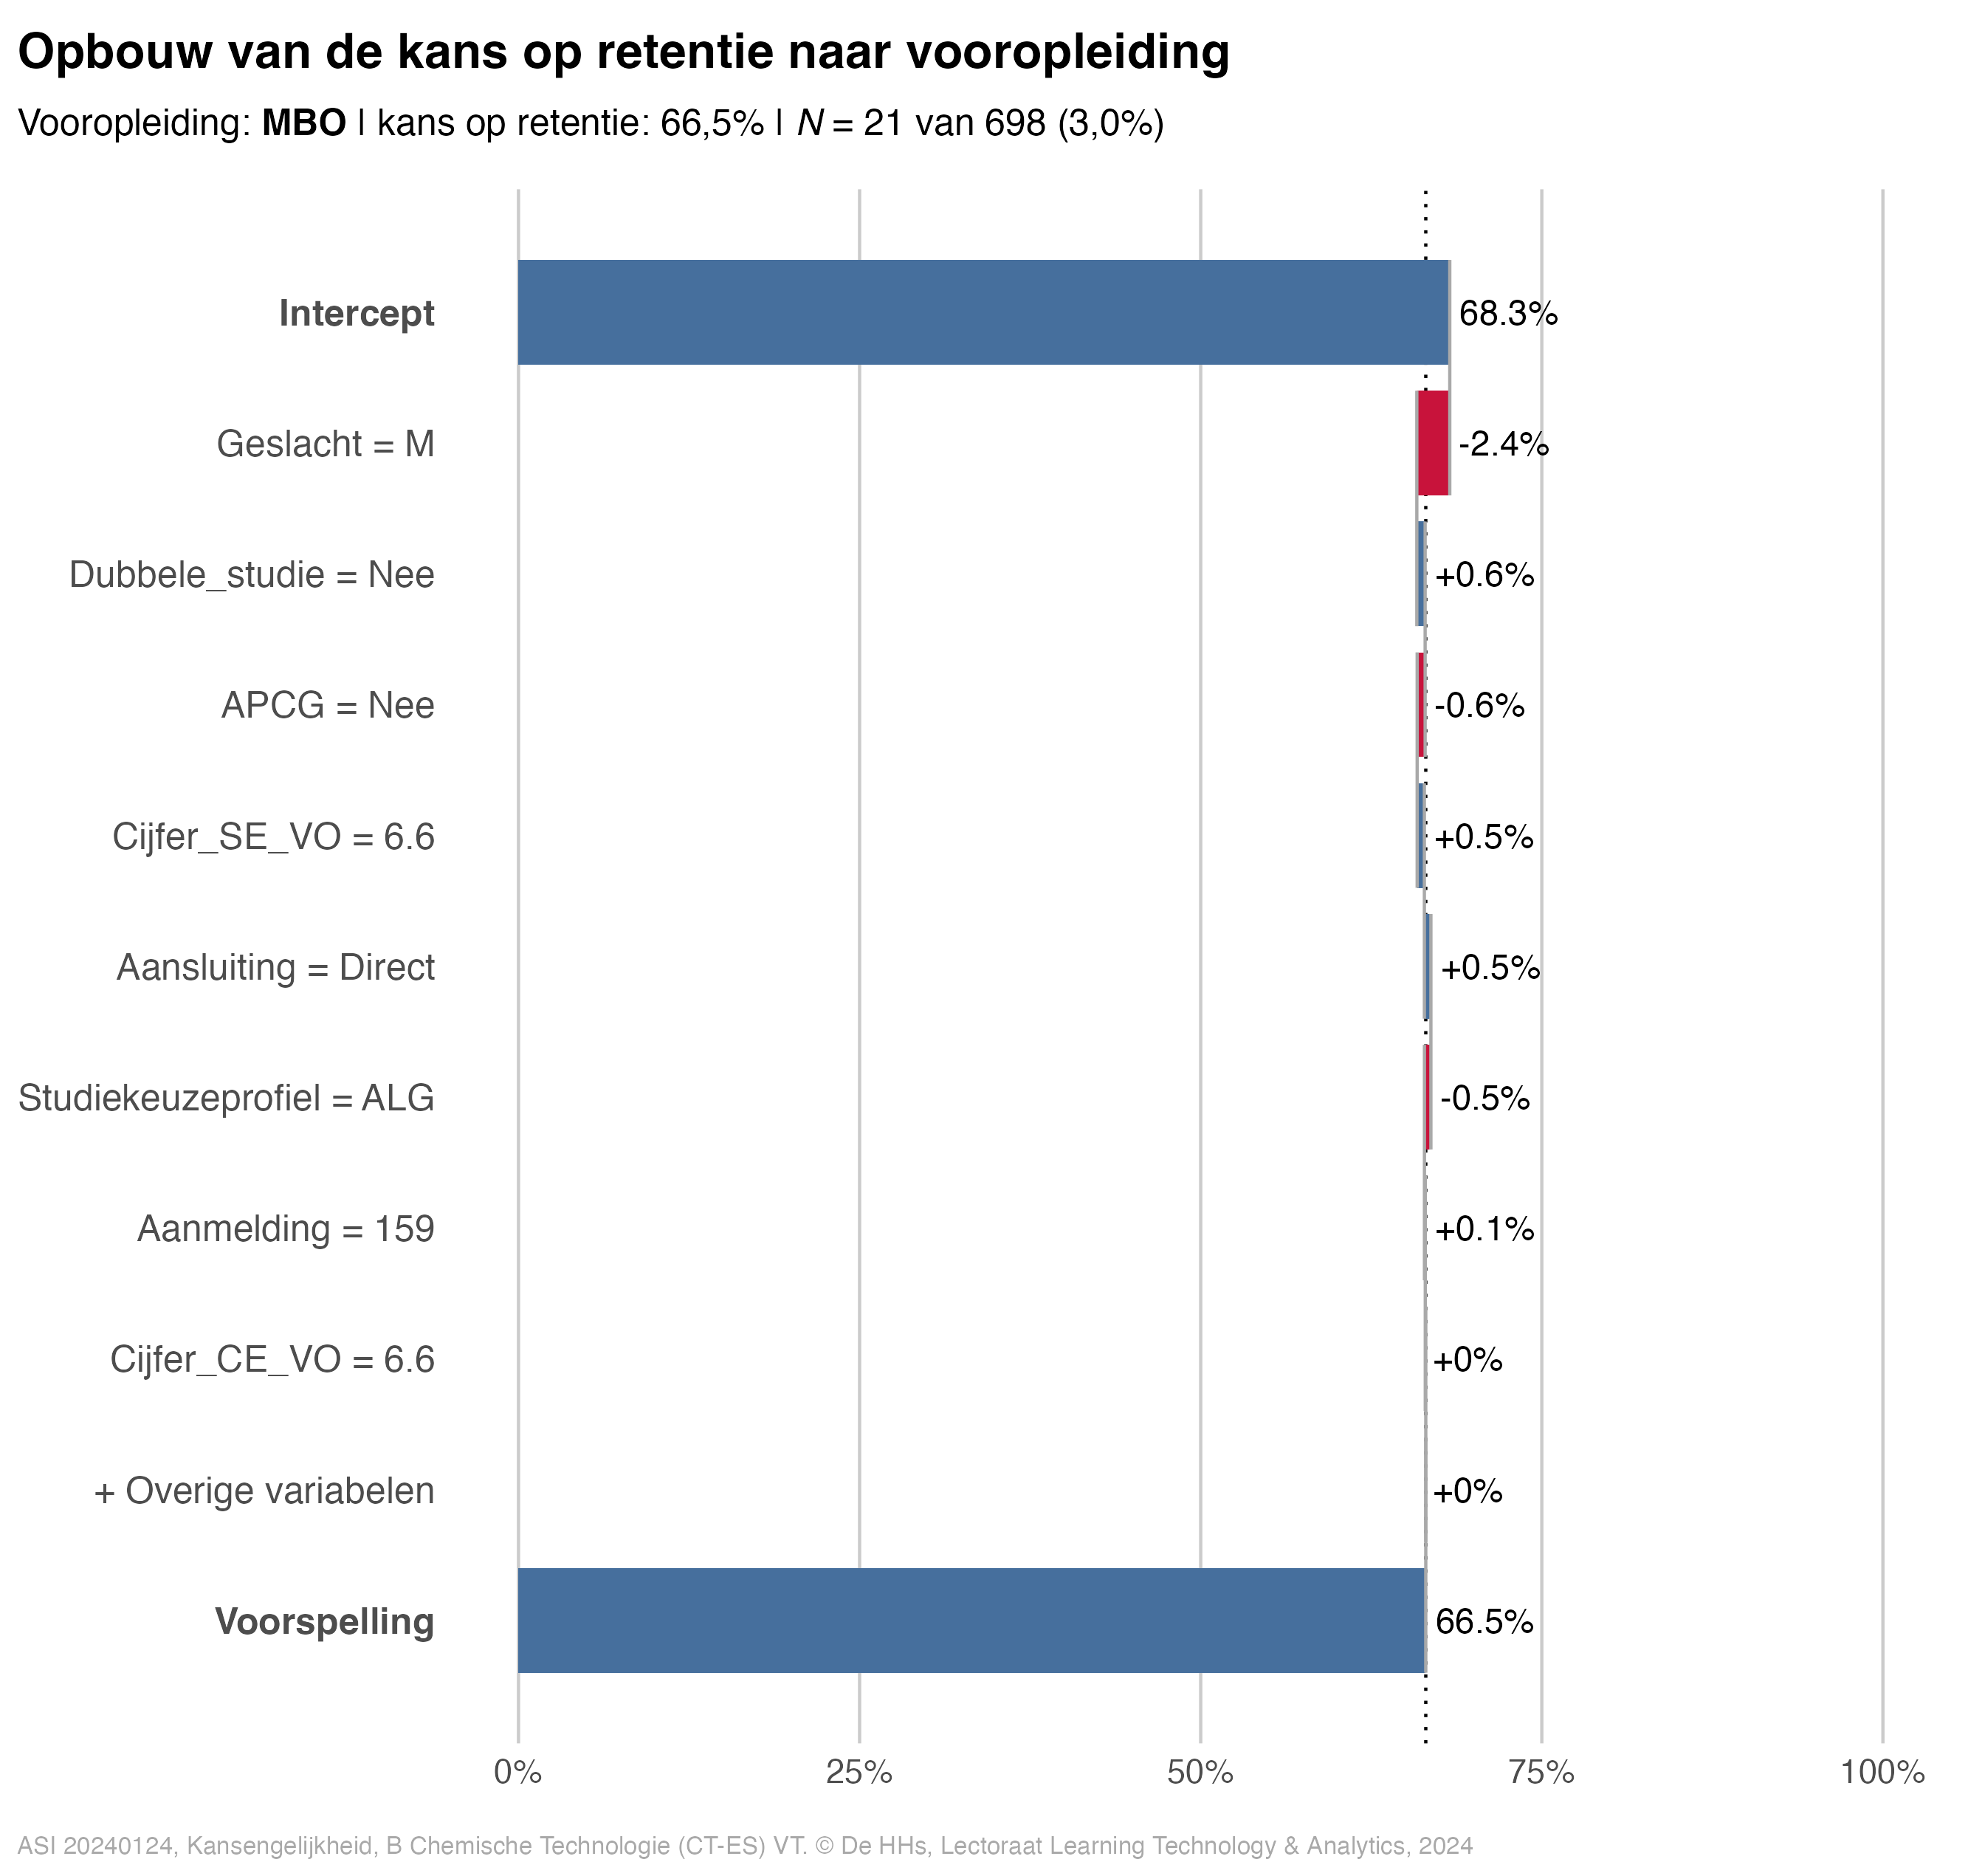 Opbouw van de kans op retentie naar vooropleiding
Vooropleiding: MBO | kans op retentie: 66,5% | N = 21 van 698 (3,0%)
Intercept 68.3%
Geslacht = M -2.4%
Dubbele_studie = Nee +0.6%
APCG = Nee -0.6%
Cijfer_SE_VO = 6.6 +0.5%
Aansluiting = Direct +0.5%
Studiekeuzeprofiel = ALG -0.5%
Aanmelding = 159 +0.1%
Cijfer_CE_VO = 6.6 +0%
+ Overige variabelen +0%
Voorspelling 66.5%
0% 25% 50% 75% 100%
ASI 20240124, Kansengelijkheid, B Chemische Technologie (CT-ES) VT. © De HHs, Lectoraat Learning Technology & Analytics, 2024